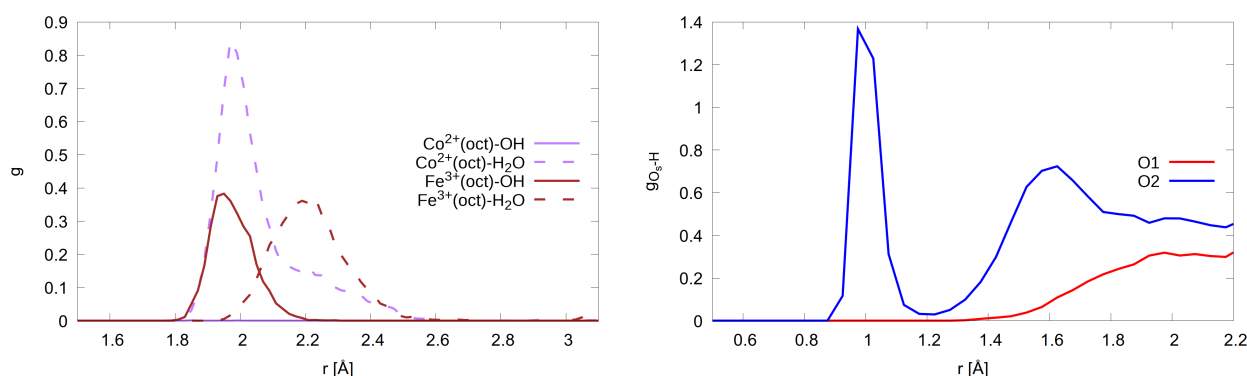 0.9
0.8
0.7
0.6
0.5
0.4
0.3
0.2
0.1
0
g
Co²⁺(oct)-OH
Co²⁺(oct)-H₂O
Fe³⁺(oct)-OH
Fe³⁺(oct)-H₂O
1.6 1.8 2 2.2 2.4 2.6 2.8 3
r [Å]
1.4
1.2
1
0.8
0.6
0.4
0.2
0
g_{Oₛ-H}
O1
O2
0.6 0.8 1 1.2 1.4 1.6 1.8 2 2.2
r [Å]